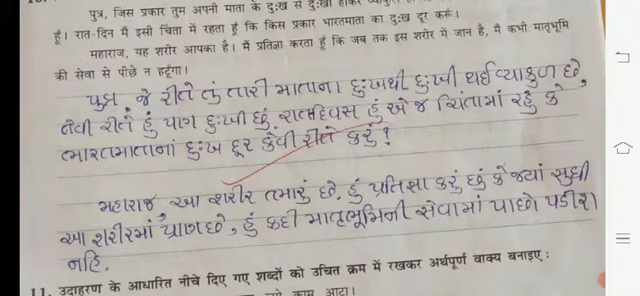 पुत्र, जिस प्रकार तुम अपनी माता के दुःख से दुःखी होकर
हूँ। रात-दिन मैं इसी चिंता में रहता हूँ कि किस प्रकार भारतमाता का दुःख दूर करूं।
महाराज, यह शरीर आपका है। मैं प्रतिज्ञा करता हूँ कि जब तक इस शरीर में जान है, मैं कभी मातृभूमि
की सेवा से पीछे न हटूँगा।
પુત્ર, જે રીતે તું તારી માતાના દુઃખથી દુઃખી થઈ વ્યાકુળ છે,
તેવી રીતે હું પાગ દુઃખી છું. રાતદિવસ હું એ જ ચિંતામાં રહું કે
ભારતમાતાનાં દુઃખ દૂર કેવી રીતે કરું?
મહારાજ, આ શરીર તમારું છે. હું પ્રતિજ્ઞા કરું છું કે જ્યાં સુધી
આ શરીરમાં પ્રાણ છે, હું કદી માતૃભૂમિની સેવામાં પાછો પડીશ
નહિ.
11. उदाहरण के आधारित नीचे दिए गए शब्दों को उचित क्रम में रखकर अर्थपूर्ण वाक्य बनाइए :
काम आटा।